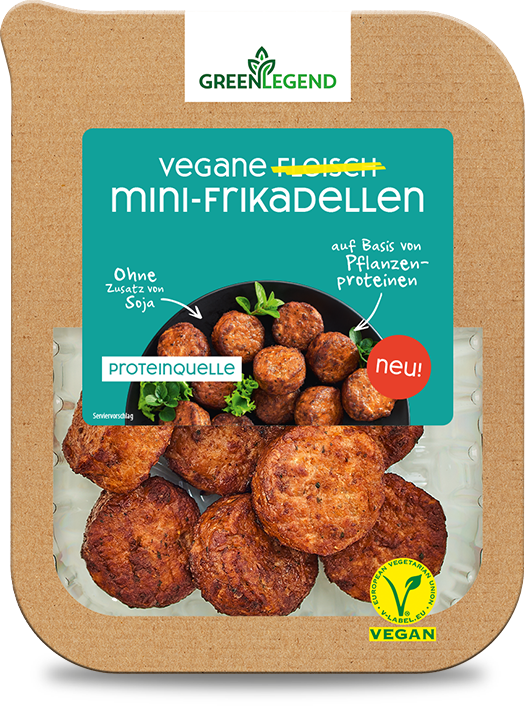 GREENLEGEND
VEGANE FLEISCH
MINI-FRIKADELLEN
auf Basis von
Pflanzen-
proteinen
Ohne
Zusatz von
Soja
PROTEINQUELLE
neu!
Serviervorschlag
EUROPEAN VEGETARIAN UNION
V-LABEL.EU
VEGAN